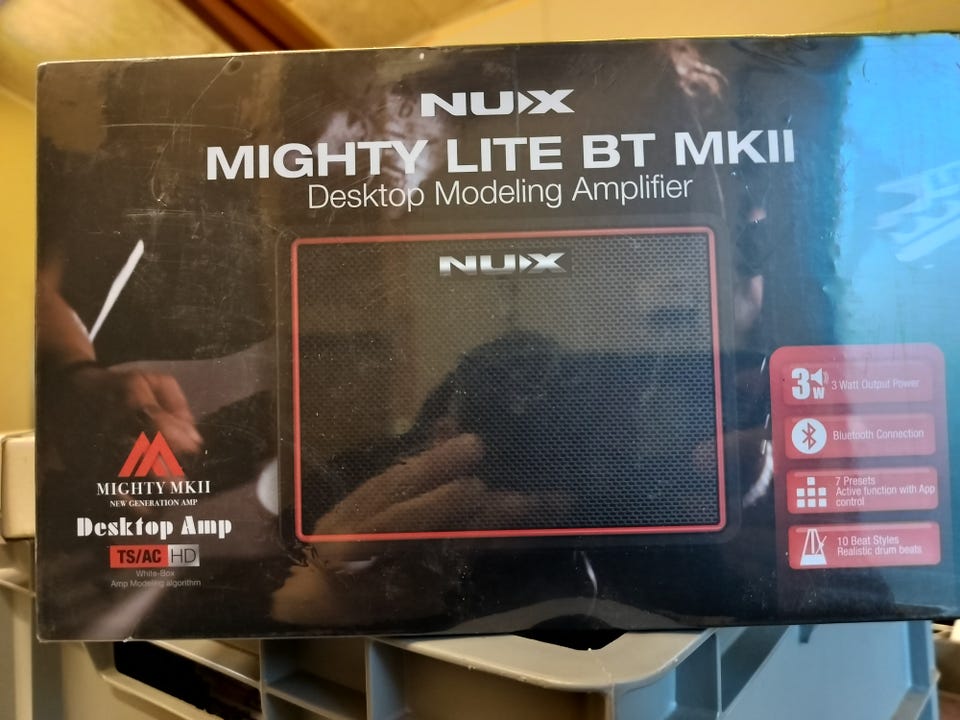 NUX
MIGHTY LITE BT MKII
Desktop Modeling Amplifier
NUX
3W 3 Watt Output Power
Bluetooth Connection
7 Presets
Active function with App
control
10 Beat Styles
Realistic drum beats
MIGHTY MKII
NEW GENERATION AMP
Desktop Amp
TS/AC HD
White-Box
Amp Modeling algorithm